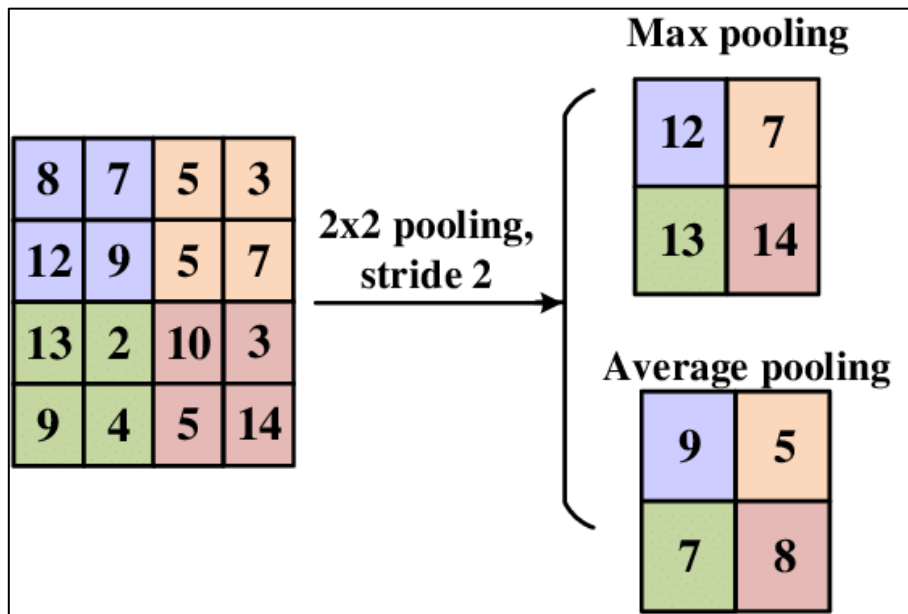 8 7 5 3
12 9 5 7
13 2 10 3
9 4 5 14
2x2 pooling,
stride 2
Max pooling
12 7
13 14
Average pooling
9 5
7 8